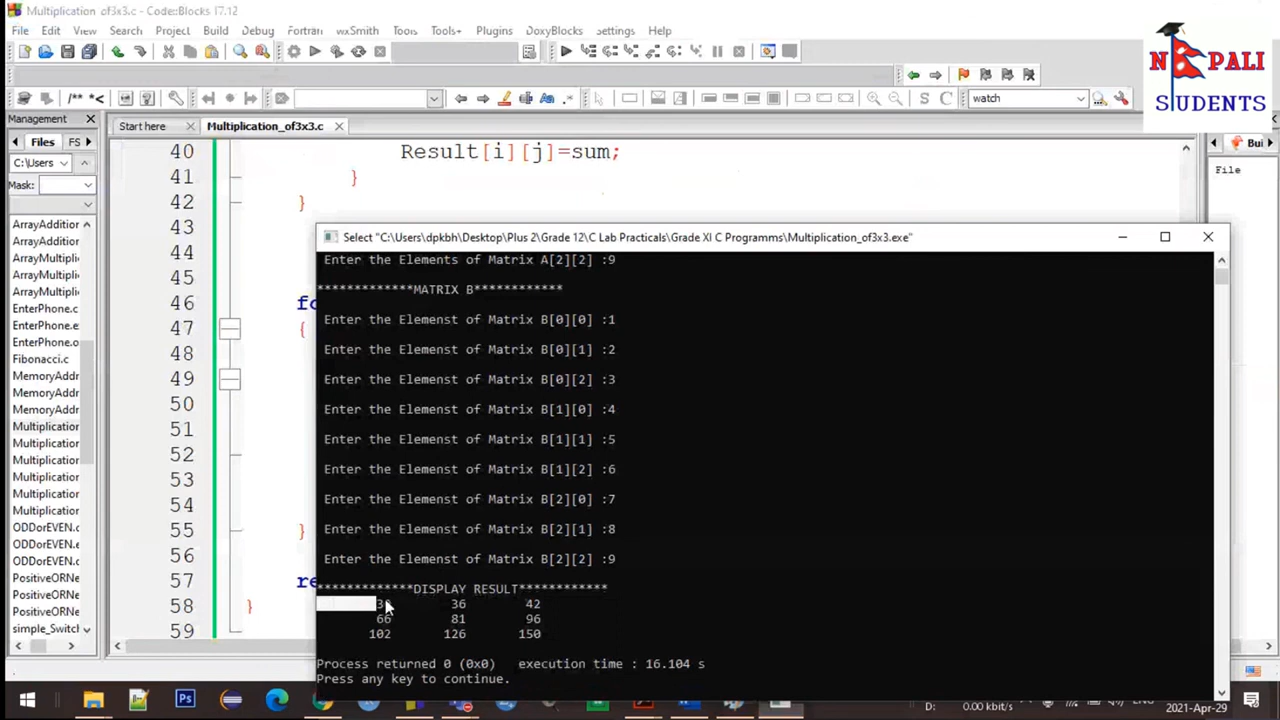 Multiplication of3x3.c - Code::Blocks 17.12
File Edit View Search Project Build Debug Fortran wxSmith Tools Tools+ Plugins DoxyBlocks Settings Help
NEPALI
STUDENTS
/** *<
watch
Management
Start here
Multiplication_of3x3.c
Files FS
Bui
C:\Users
File
Mask:
ArrayAddition
ArrayMultipli
ArrayAddition
ArrayMultipli
ArrayMultiplic
EnterPhone.c
EnterPhone.e
EnterPhone.o
Fibonacci.c
MemoryAddr
MemoryAddr
MemoryAddr
Multiplication
Multiplication
Multiplication
Multiplication
Multiplication
Multiplication
ODDorEVEN.c
ODDorEVEN.e
ODDorEVEN.o
PositiveORNe
PositiveORNe
PositiveORNe
simple_Switch
40 Result[i][j]=sum;
41 }
42 }
43
44
45
46 fo
47 {
48
49
50
51
52
53
54
55 }
56
57 re
58 }
59
Select "C:\Users\dpkbh\Desktop\Plus 2\Grade 12\C Lab Practicals\Grade XI C Programms\Multiplication_of3x3.exe"
Enter the Elements of Matrix A[2][2] :9
*************MATRIX B************
Enter the Elemenst of Matrix B[0][0] :1
Enter the Elemenst of Matrix B[0][1] :2
Enter the Elemenst of Matrix B[0][2] :3
Enter the Elemenst of Matrix B[1][0] :4
Enter the Elemenst of Matrix B[1][1] :5
Enter the Elemenst of Matrix B[1][2] :6
Enter the Elemenst of Matrix B[2][0] :7
Enter the Elemenst of Matrix B[2][1] :8
Enter the Elemenst of Matrix B[2][2] :9
*************DISPLAY RESULT************
36 42
66 81 96
102 126 150
Process returned 0 (0x0) execution time : 16.104 s
Press any key to continue.
Ps
D: 0.00 kB/s
ENG
2021-Apr-29